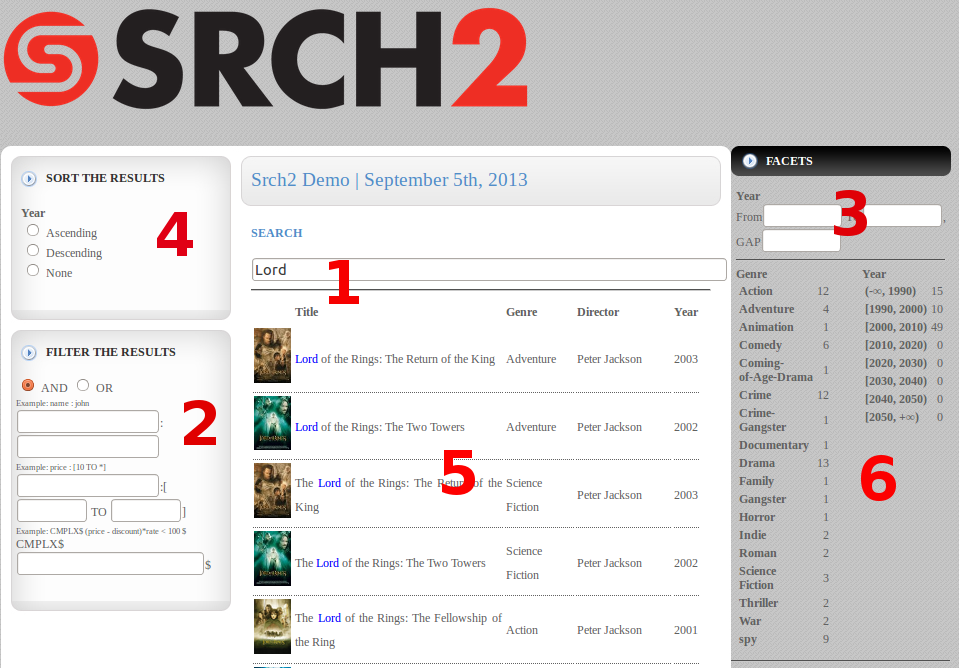 SRCH2
SORT THE RESULTS
Year
Ascending
Descending
None
4
FILTER THE RESULTS
AND OR
Example: name : john
:
2
Example: price : [10 TO *]
:[
TO ]
Example: CMPLX$ (price - discount)*rate < 100 $
CMPLX$
$
Srch2 Demo | September 5th, 2013
SEARCH
Lord
1
Title Genre Director Year
Lord of the Rings: The Return of the King Adventure Peter Jackson 2003
Lord of the Rings: The Two Towers Adventure Peter Jackson 2002
5
The Lord of the Rings: The Return of the King Science Fiction Peter Jackson 2003
The Lord of the Rings: The Two Towers Science Fiction Peter Jackson 2002
The Lord of the Rings: The Fellowship of the Ring Action Peter Jackson 2001
FACETS
Year
From ,
3
GAP
Genre Year
Action 12 (-∞, 1990) 15
Adventure 4 [1990, 2000) 10
Animation 1 [2000, 2010) 49
Comedy 6 [2010, 2020) 0
Coming-of-Age-Drama 1 [2020, 2030) 0
[2030, 2040) 0
Crime 12 [2040, 2050) 0
Crime-Gangster 1 [2050, +∞) 0
Documentary 1
Drama 13
6
Family 1
Gangster 1
Horror 1
Indie 2
Roman 2
Science Fiction 3
Thriller 2
War 2
spy 9